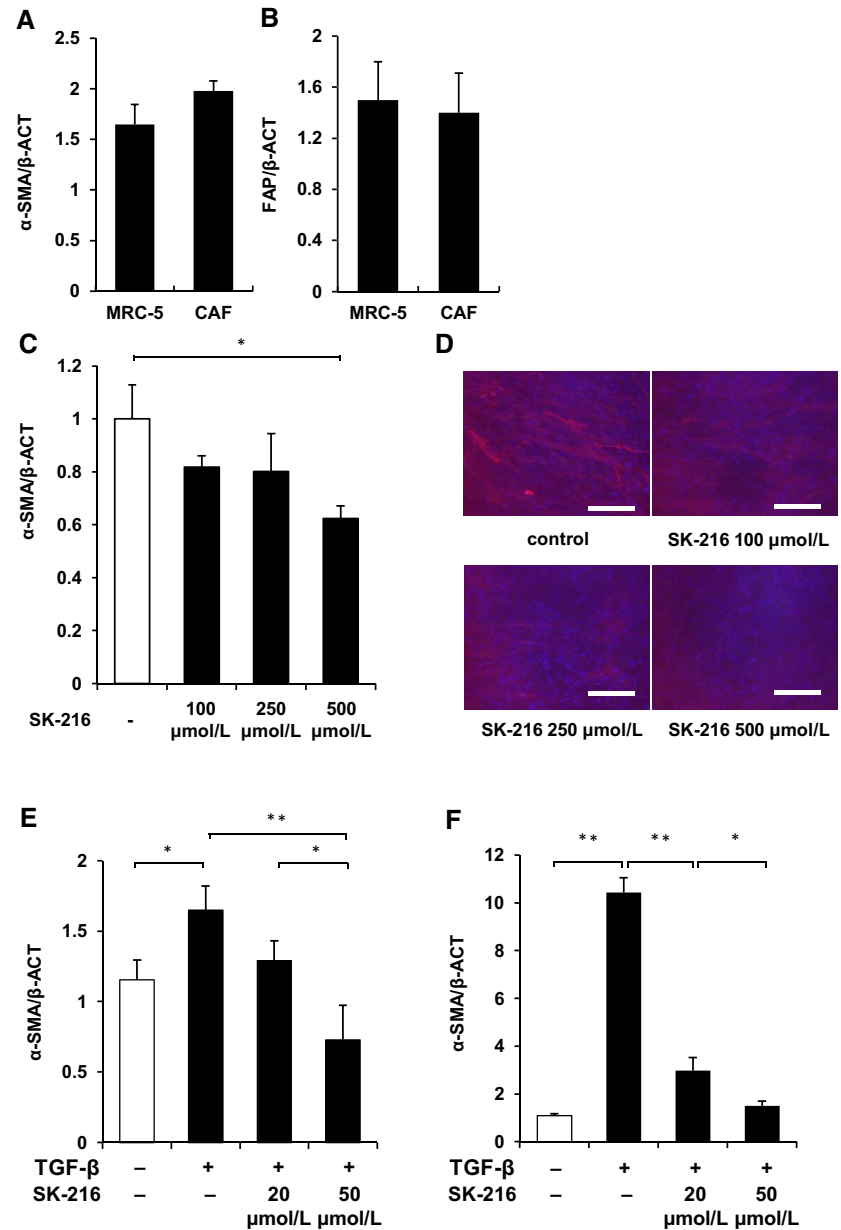 A
2.5
2
1.5
1
0.5
0
α-SMA/β-ACT
MRC-5 CAF
B
2
1.6
1.2
0.8
0.4
0
FAP/β-ACT
MRC-5 CAF
C
*
1.2
1
0.8
0.6
0.4
0.2
0
α-SMA/β-ACT
SK-216 - 100 250 500
μmol/L μmol/L μmol/L
D
control SK-216 100 μmol/L
SK-216 250 μmol/L SK-216 500 μmol/L
E
**
* *
2
1.5
1
0.5
0
α-SMA/β-ACT
TGF-β – + + +
SK-216 – – 20 50
μmol/L μmol/L
F
** ** *
12
10
8
6
4
2
0
α-SMA/β-ACT
TGF-β – + + +
SK-216 – – 20 50
μmol/L μmol/L